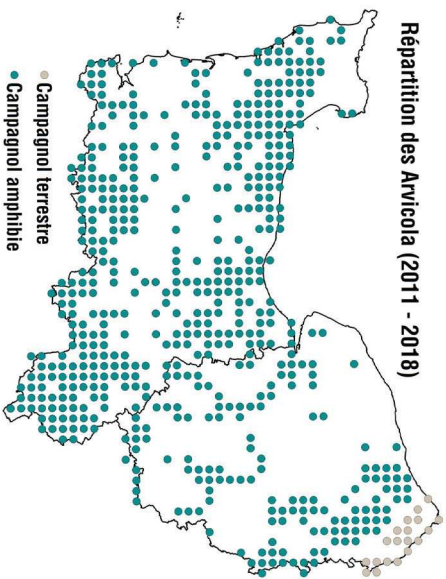 Répartition des Arvicola (2011 - 2018)
Campagnol terrestre
Campagnol amphibie